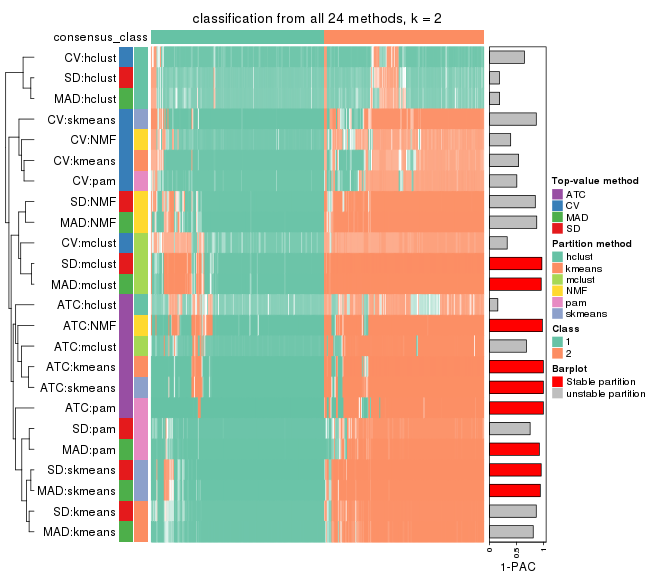 classification from all 24 methods, k = 2
consensus_class
CV:hclust
SD:hclust
MAD:hclust
CV:skmeans
CV:NMF
CV:kmeans
CV:pam
SD:NMF
MAD:NMF
CV:mclust
SD:mclust
MAD:mclust
ATC:hclust
ATC:NMF
ATC:mclust
ATC:kmeans
ATC:skmeans
ATC:pam
SD:pam
MAD:pam
SD:skmeans
MAD:skmeans
SD:kmeans
MAD:kmeans
0
0.5
1
1-PAC
Top-value method
ATC
CV
MAD
SD
Partition method
hclust
kmeans
mclust
NMF
pam
skmeans
Class
1
2
Barplot
Stable partition
unstable partition